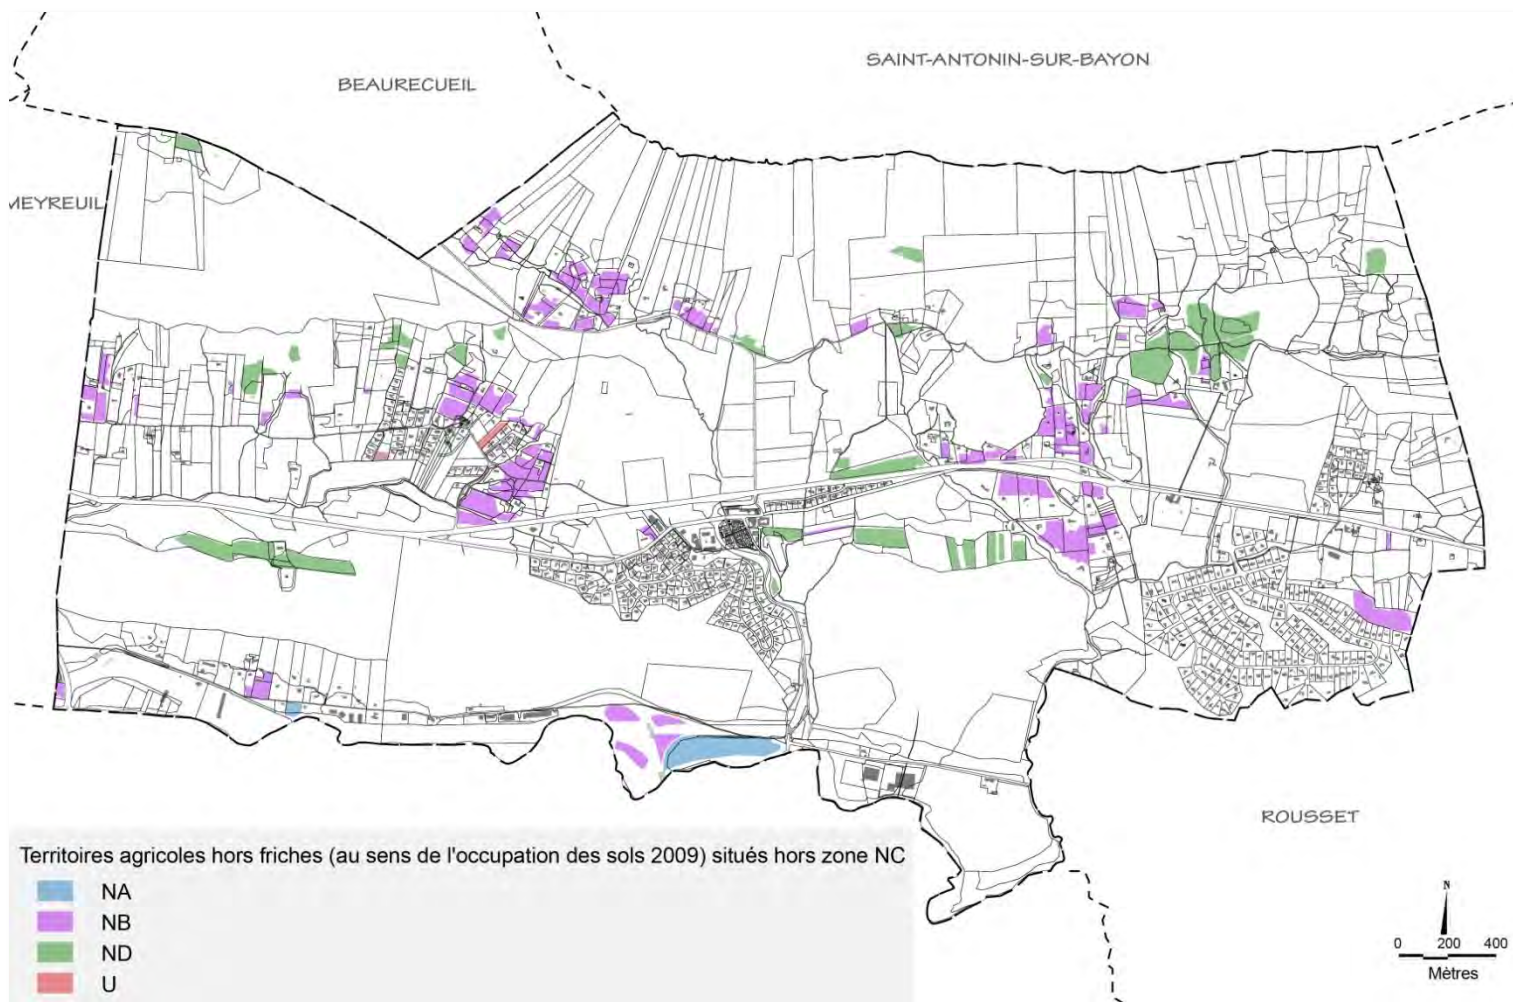 SAINT-ANTONIN-SUR-BAYON
BEAURECUEIL
MEYREUIL
ROUSSET
Territoires agricoles hors friches (au sens de l'occupation des sols 2009) situés hors zone NC
NA
NB
ND
U
N
0 200 400
Mètres